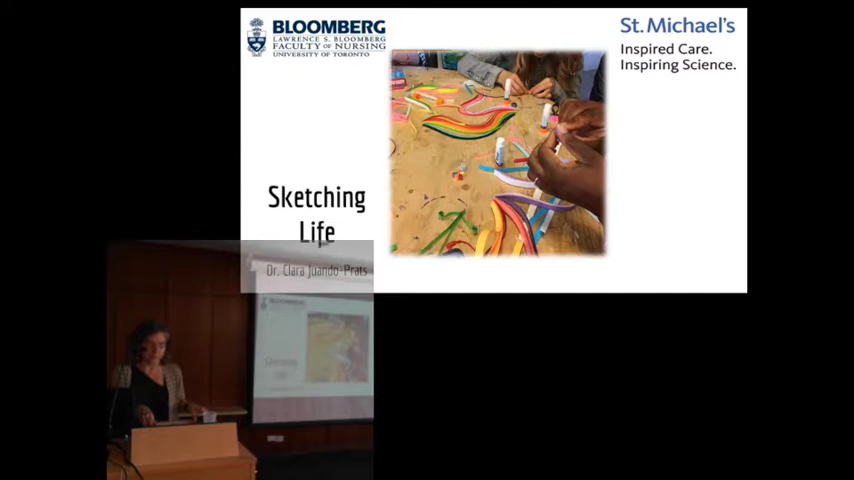 BLOOMBERG
LAWRENCE S. BLOOMBERG
FACULTY OF NURSING
UNIVERSITY OF TORONTO
St. Michael's
Inspired Care.
Inspiring Science.
Sketching
Life
Dr. Clara Juando-Prats
BLOOMBERG